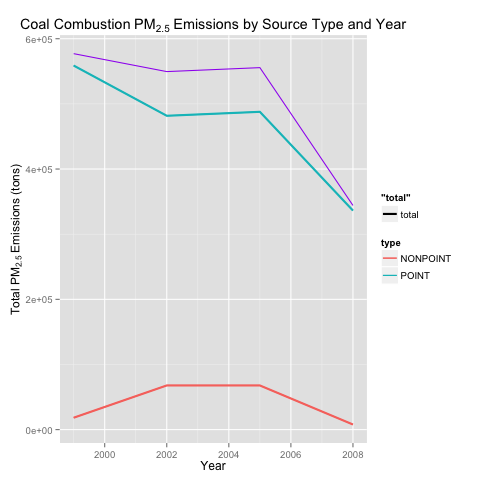 Coal Combustion PM2.5 Emissions by Source Type and Year
6e+05
4e+05
2e+05
0e+00
Total PM2.5 Emissions (tons)
2000 2002 2004 2006 2008
Year
"total"
total
type
NONPOINT
POINT